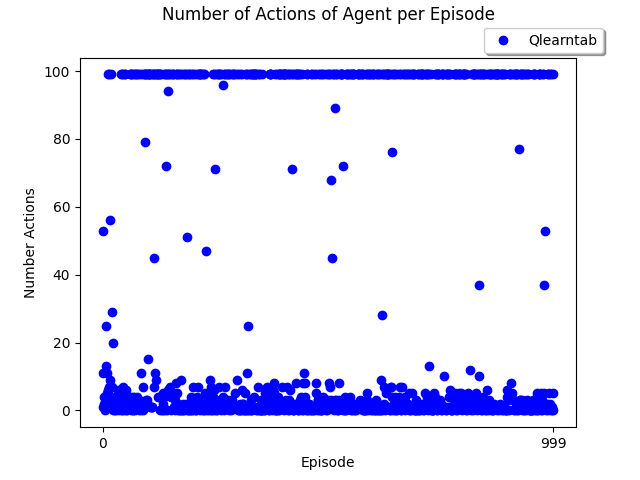 Number of Actions of Agent per Episode
Qlearntab
100
80
60
40
20
0
Number Actions
0
999
Episode